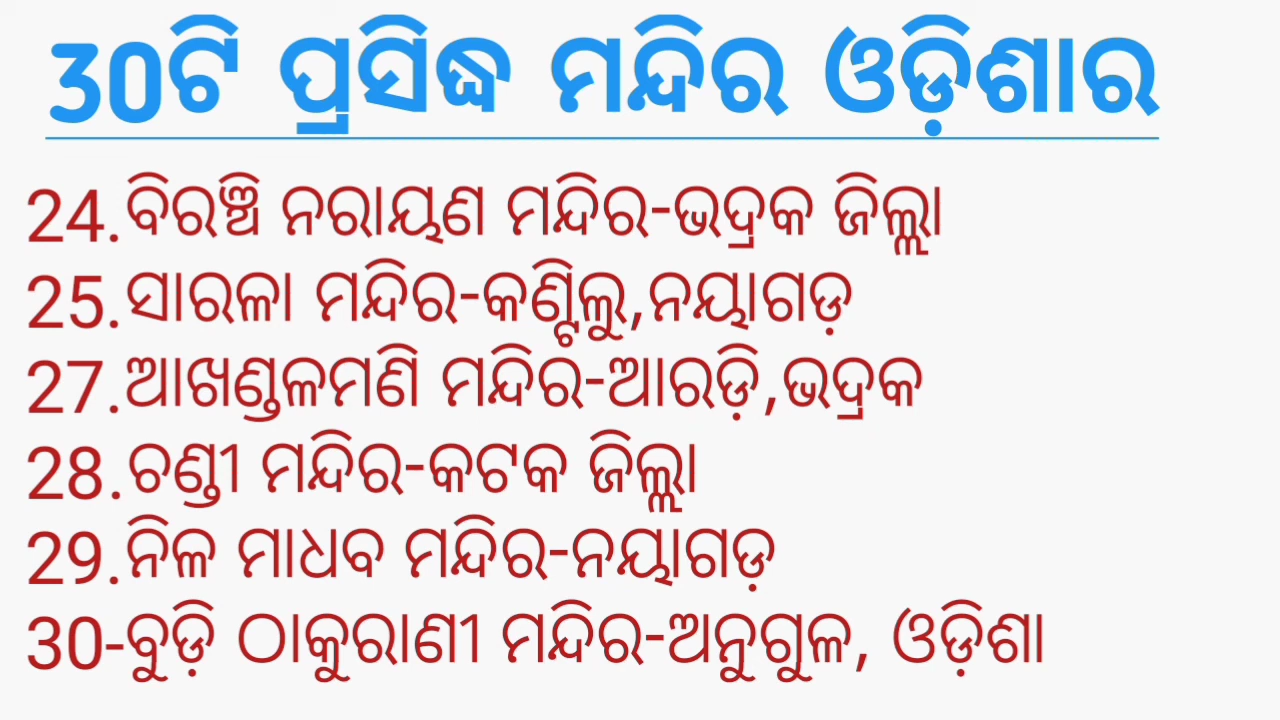 30ଟି ପ୍ରସିଦ୍ଧ ମନ୍ଦିର ଓଡ଼ିଶାର
24.ବିରଞ୍ଚି ନରାୟଣ ମନ୍ଦିର-ଭଦ୍ରକ ଜିଲ୍ଲା
25.ସାରଳା ମନ୍ଦିର-କଣ୍ଟିଲୁ,ନୟାଗଡ଼
27.ଆଖଣ୍ଡଳମଣି ମନ୍ଦିର-ଆରଡ଼ି,ଭଦ୍ରକ
28.ଚଣ୍ଡୀ ମନ୍ଦିର-କଟକ ଜିଲ୍ଲା
29.ନିଳ ମାଧବ ମନ୍ଦିର-ନୟାଗଡ଼
30-ବୁଡ଼ି ଠାକୁରାଣୀ ମନ୍ଦିର-ଅନୁଗୁଳ, ଓଡ଼ିଶା